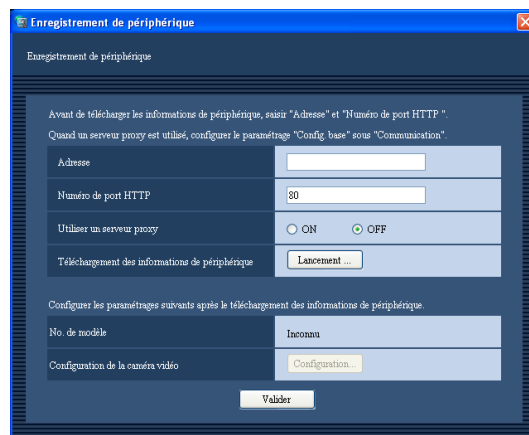 Enregistrement de périphérique
Enregistrement de périphérique
Avant de télécharger les informations de périphérique, saisir "Adresse" et "Numéro de port HTTP ".
Quand un serveur proxy est utilisé, configurer le paramétrage "Config. base" sous "Communication".
Adresse
Numéro de port HTTP 80
Utiliser un serveur proxy ON OFF
Téléchargement des informations de périphérique Lancement ...
Configurer les paramétrages suivants après le téléchargement des informations de périphérique.
No. de modèle Inconnu
Configuration de la caméra vidéo Configuration...
Valider